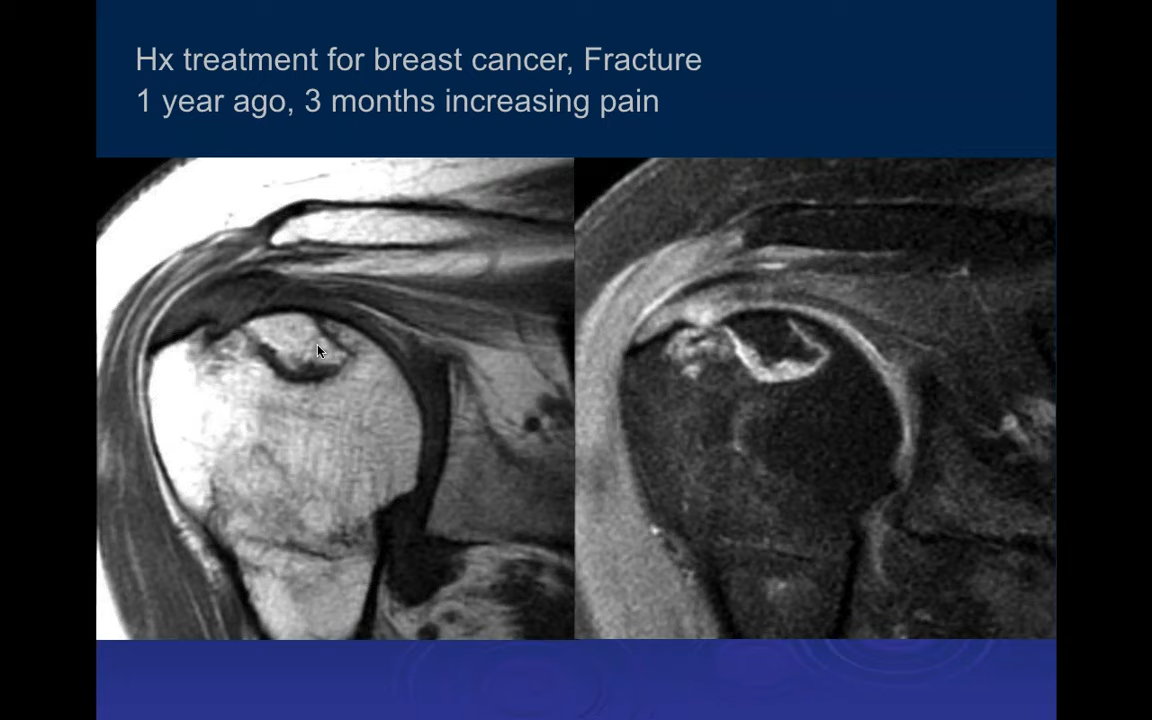 Hx treatment for breast cancer, Fracture
1 year ago, 3 months increasing pain